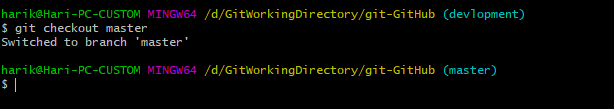 harik@Hari-PC-CUSTOM MINGW64 /d/GitWorkingDirectory/git-GitHub (devlopment)
$ git checkout master
Switched to branch 'master'
harik@Hari-PC-CUSTOM MINGW64 /d/GitWorkingDirectory/git-GitHub (master)
$